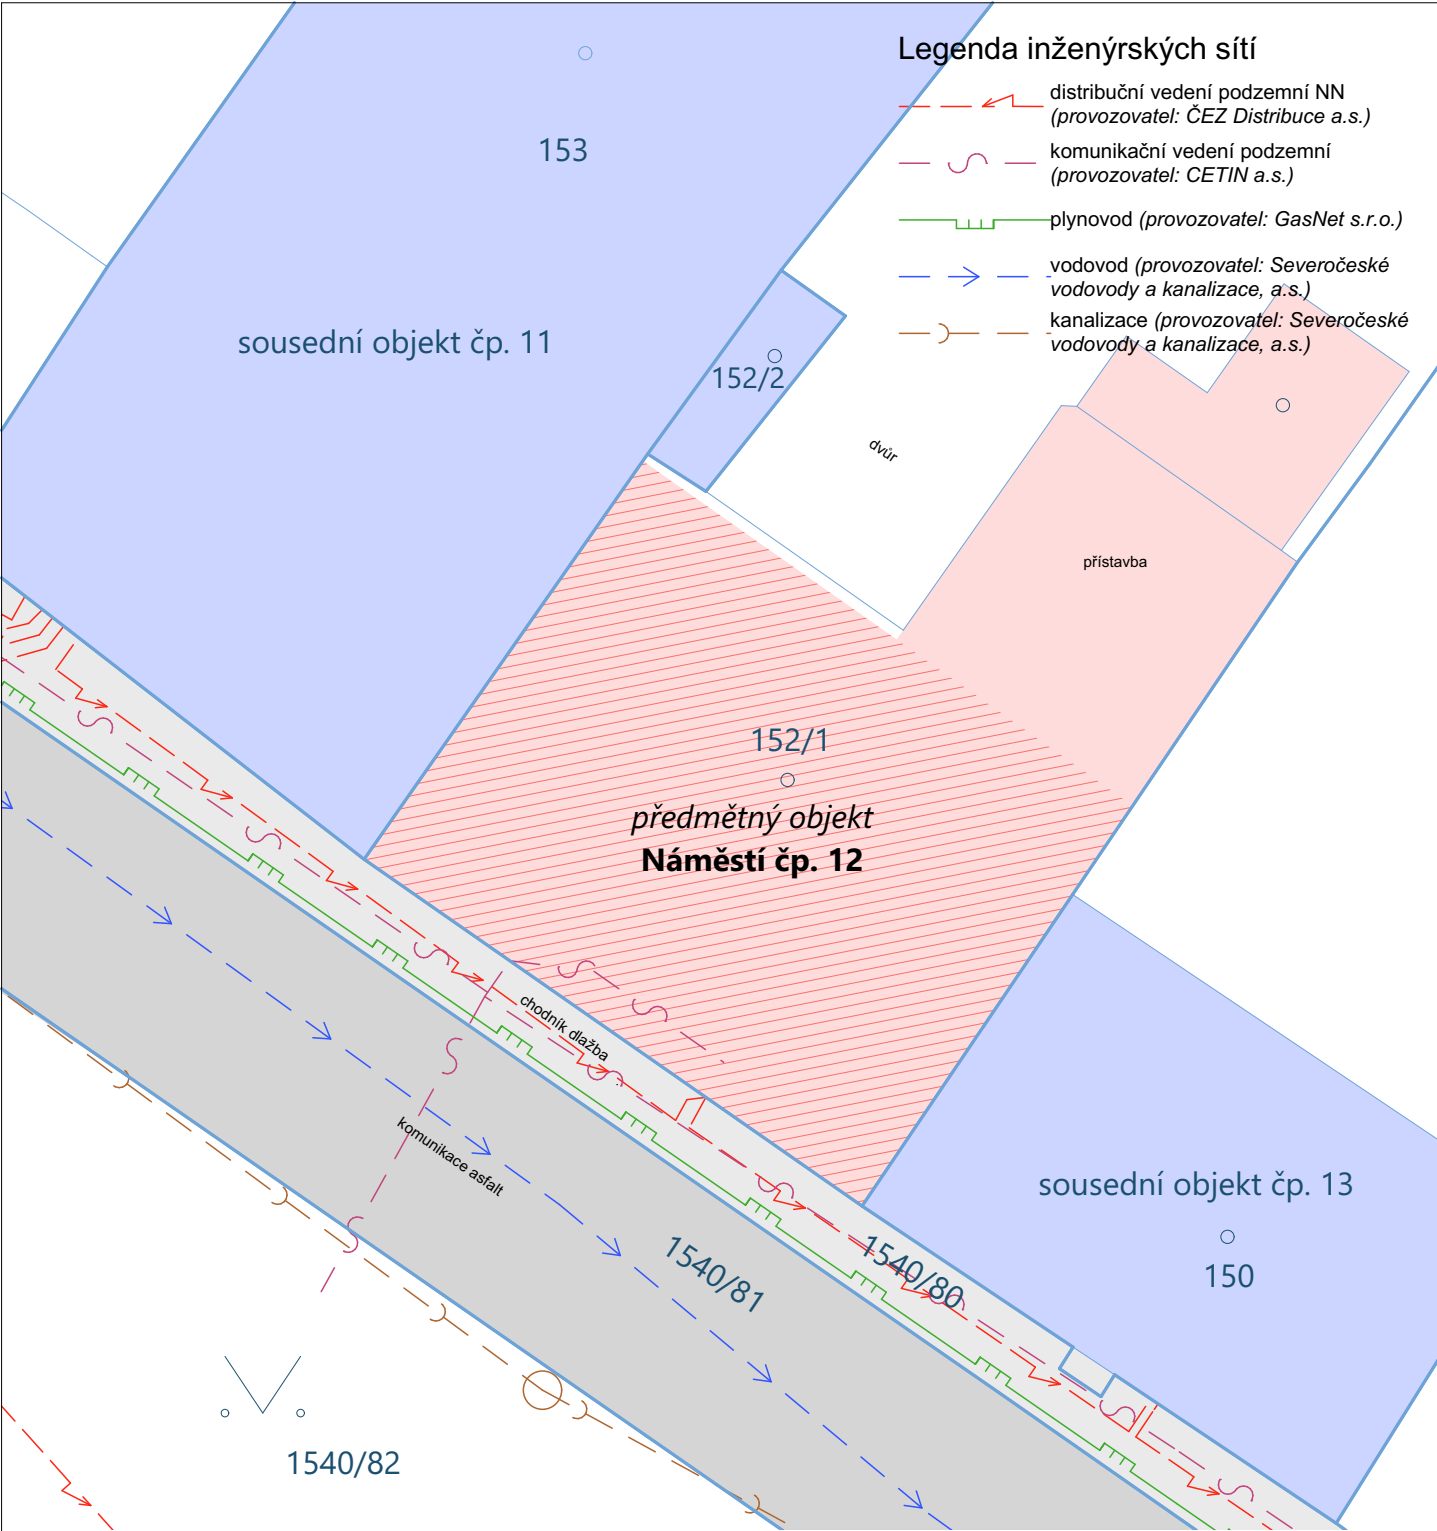 Legenda inženýrských sítí
distribuční vedení podzemní NN
(provozovatel: ČEZ Distribuce a.s.)
komunikační vedení podzemní
(provozovatel: CETIN a.s.)
plynovod (provozovatel: GasNet s.r.o.)
vodovod (provozovatel: Severočeské
vodovody a kanalizace, a.s.)
kanalizace (provozovatel: Severočeské
vodovody a kanalizace, a.s.)
153
sousední objekt čp. 11
152/2
dvůr
přístavba
152/1
předmětný objekt
Náměstí čp. 12
chodník dlažba
komunikace asfalt
sousední objekt čp. 13
150
1540/81
1540/80
1540/82